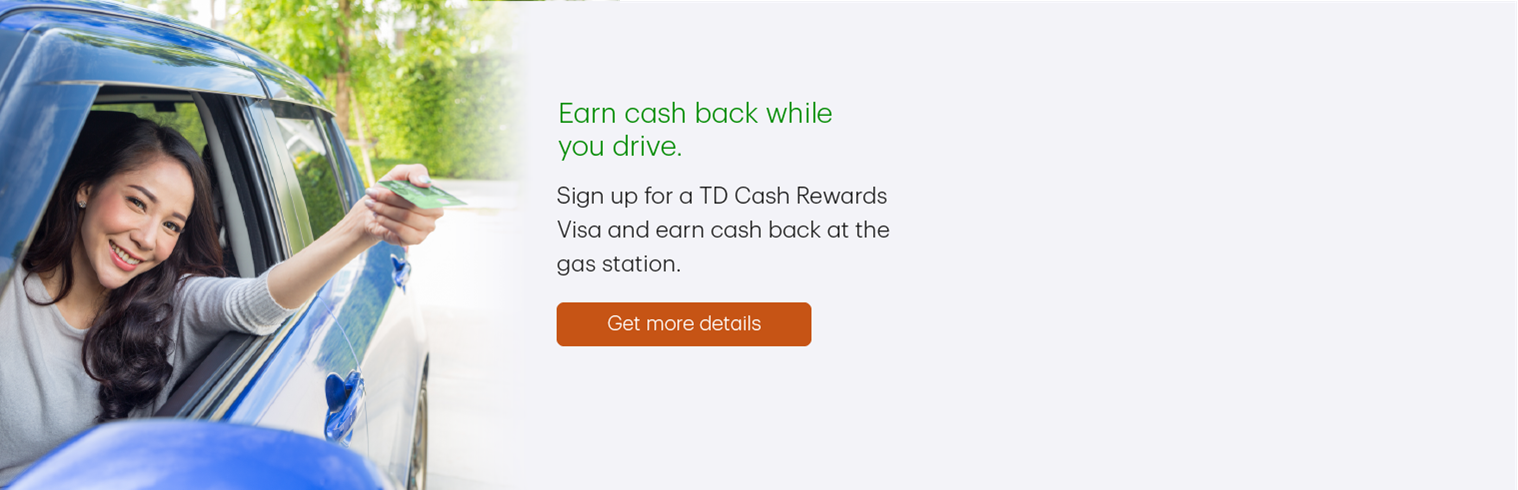 Earn cash back while
you drive.
Sign up for a TD Cash Rewards
Visa and earn cash back at the
gas station.
Get more details